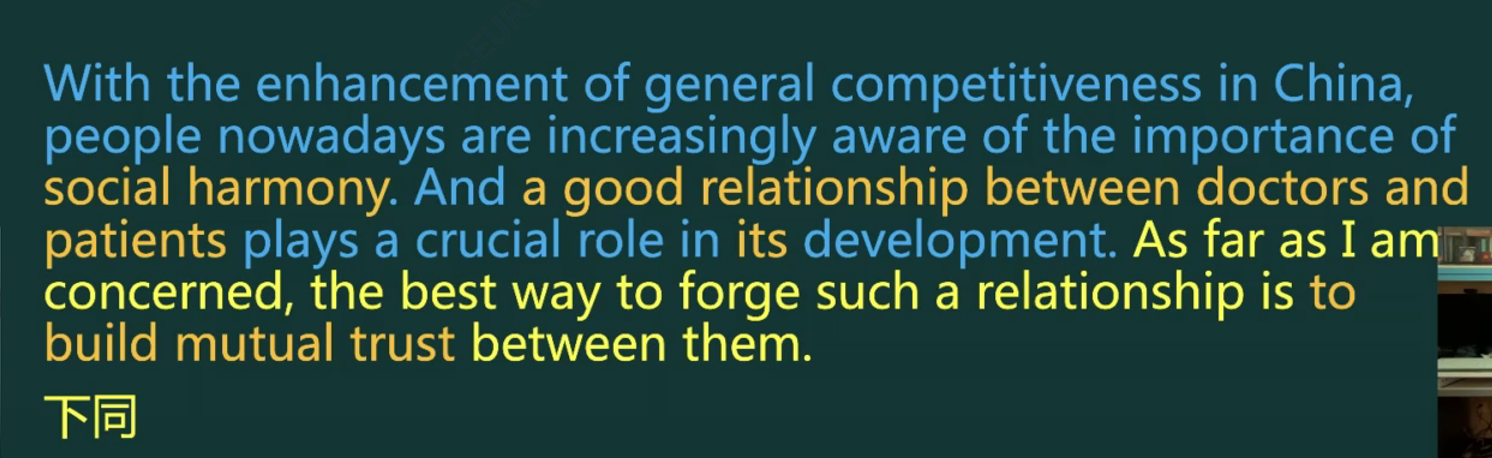 With the enhancement of general competitiveness in China,
people nowadays are increasingly aware of the importance of
social harmony. And a good relationship between doctors and
patients plays a crucial role in its development. As far as I am
concerned, the best way to forge such a relationship is to
build mutual trust between them.
下同